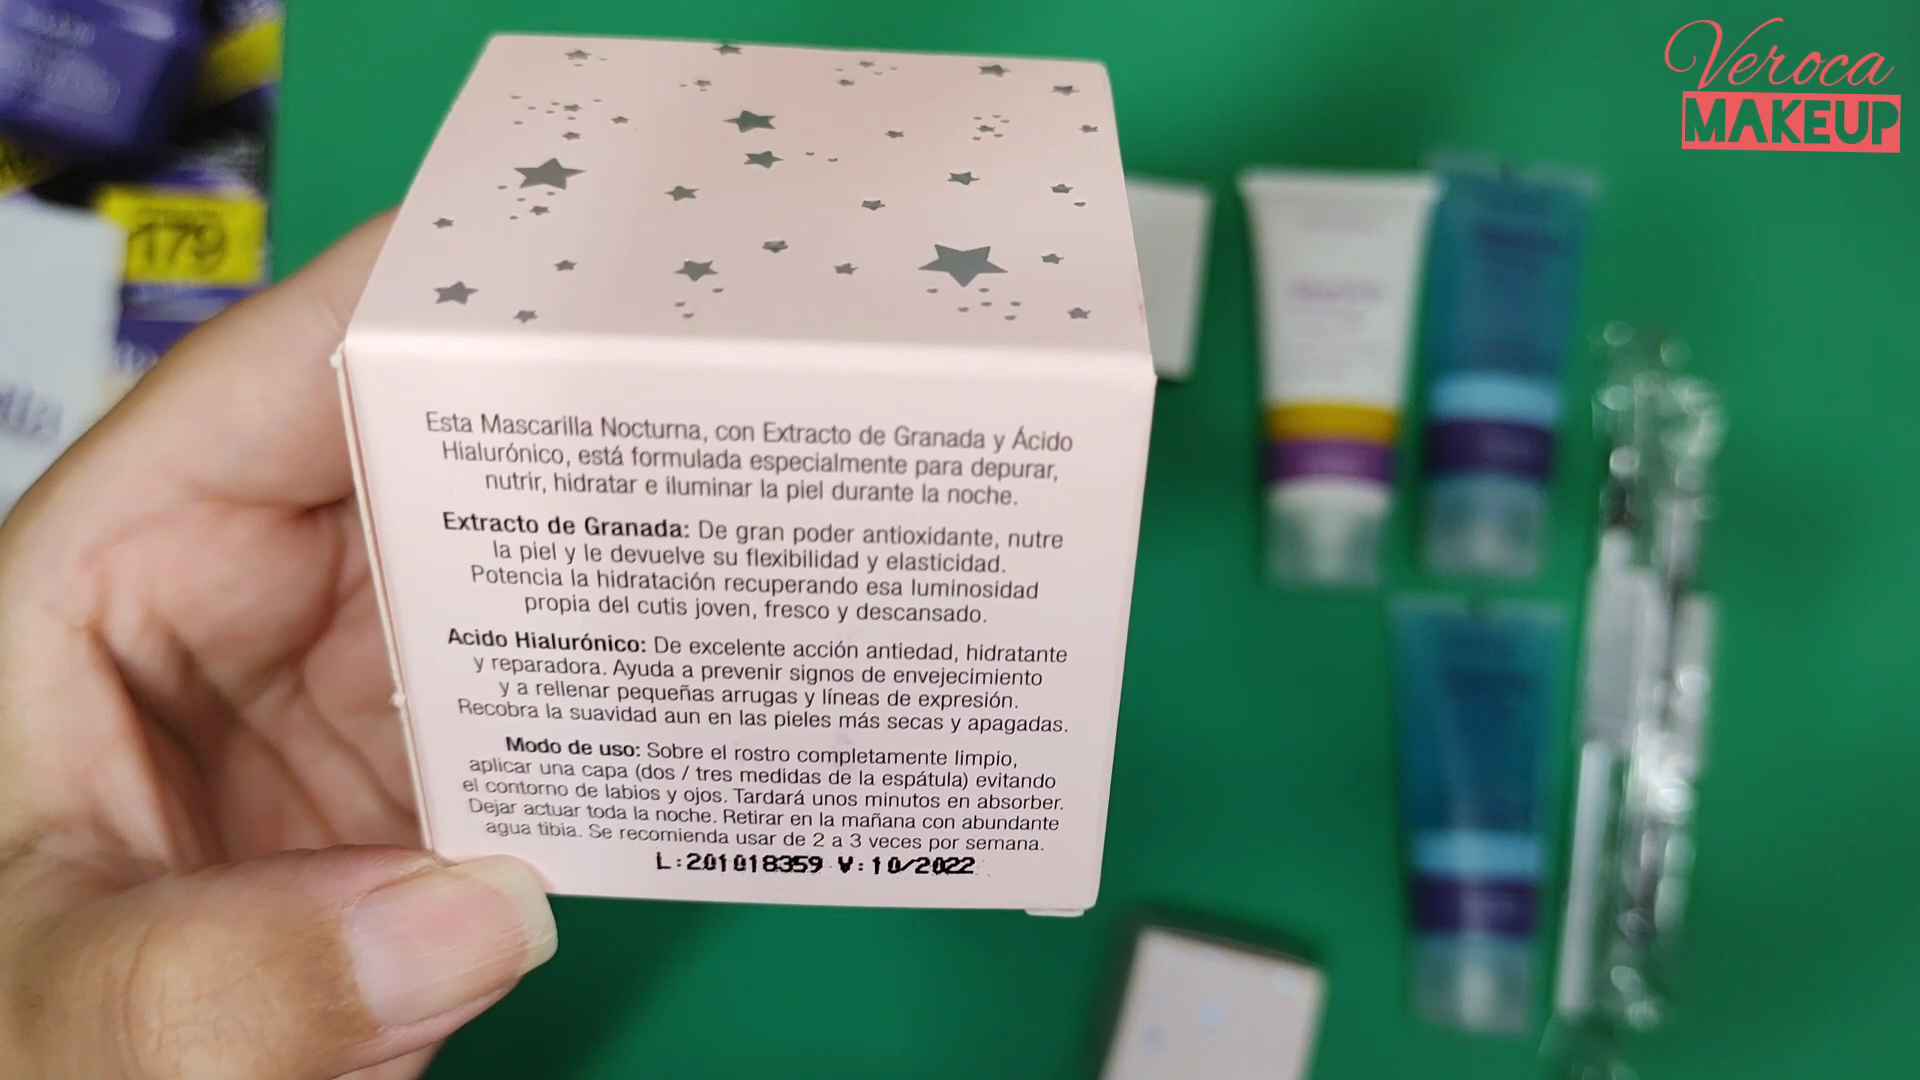 Veroca
MAKEUP
179
Esta Mascarilla Nocturna, con Extracto de Granada y Ácido
Hialurónico, está formulada especialmente para depurar,
nutrir, hidratar e iluminar la piel durante la noche.
Extracto de Granada: De gran poder antioxidante, nutre
la piel y le devuelve su flexibilidad y elasticidad.
Potencia la hidratación recuperando esa luminosidad
propia del cutis joven, fresco y descansado.
Acido Hialurónico: De excelente acción antiedad, hidratante
y reparadora. Ayuda a prevenir signos de envejecimiento
y a rellenar pequeñas arrugas y líneas de expresión.
Recobra la suavidad aun en las pieles más secas y apagadas.
Modo de uso: Sobre el rostro completamente limpio,
aplicar una capa (dos / tres medidas de la espátula) evitando
el contorno de labios y ojos. Tardará unos minutos en absorber.
Dejar actuar toda la noche. Retirar en la mañana con abundante
agua tibia. Se recomienda usar de 2 a 3 veces por semana.
L:201018359 V:10/2022